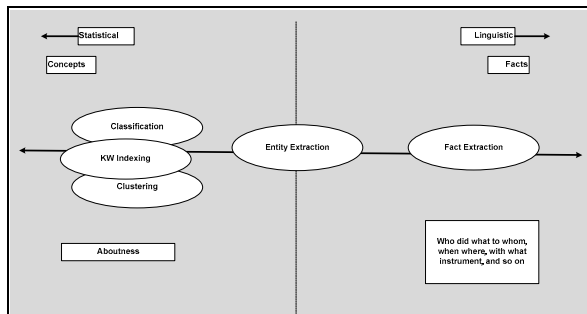 Statistical
Linguistic
Concepts
Facts
Classification
KW Indexing
Entity Extraction
Fact Extraction
Clustering
Aboutness
Who did what to whom,
when where, with what
instrument, and so on